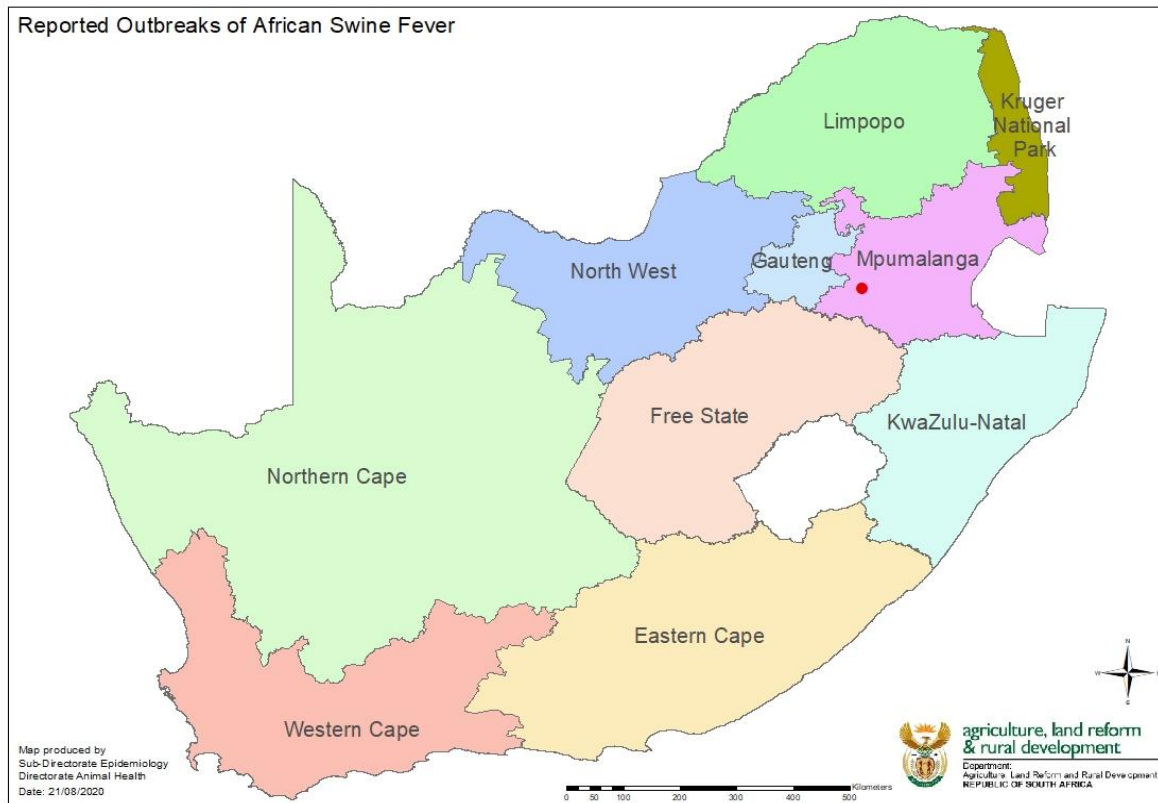 Reported Outbreaks of African Swine Fever
Limpopo
Kruger
National
Park
North West
Gauteng
Mpumalanga
Free State
KwaZulu-Natal
Northern Cape
Eastern Cape
Western Cape
N
W
S
Map produced by
Sub-Directorate Epidemiology
Directorate Animal Health
Date: 21/08/2020
Kilometers
0 50 100 200 300 400 500
agriculture, land reform
& rural development
Department:
Agriculture, Land Reform and Rural Development
REPUBLIC OF SOUTH AFRICA